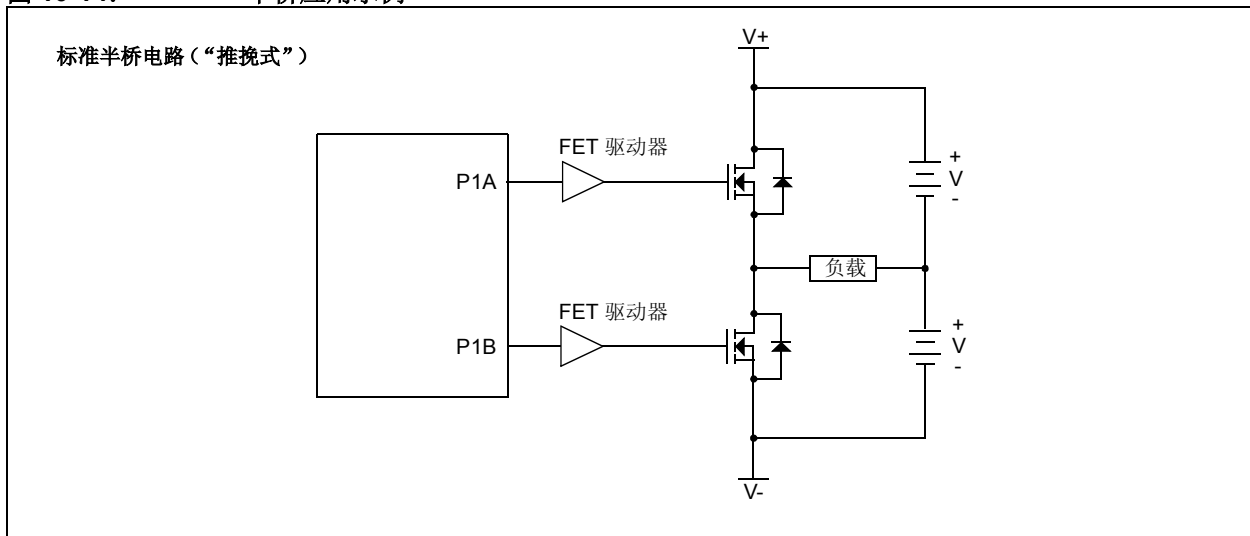 标准半桥电路（“推挽式”）
V+
FET 驱动器
P1A
+
V
-
负载
FET 驱动器
P1B
+
V
-
V-